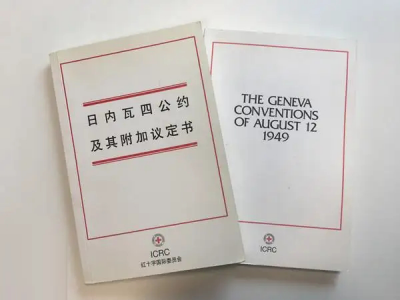 日内瓦四公约
及其附加议定书
ICRC
红十字国际委员会
THE GENEVA
CONVENTIONS
OF AUGUST 12
1949
ICRC